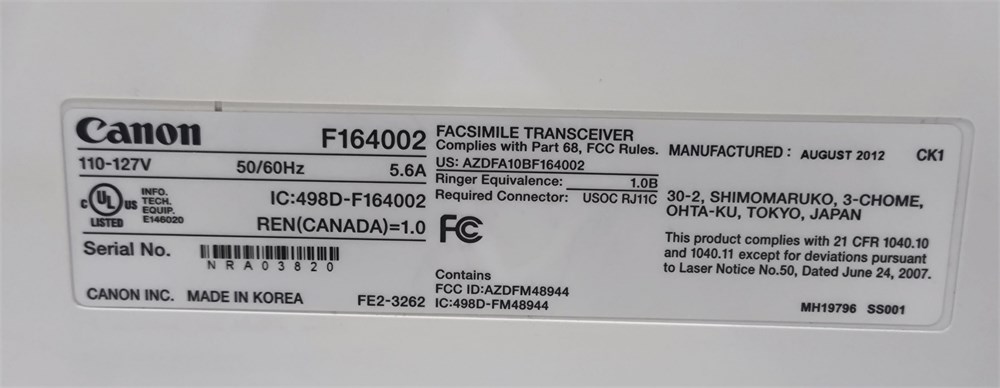 Canon F164002
110-127V 50/60Hz 5.6A
C UL US LISTED
INFO.
TECH.
EQUIP.
E146020
IC:498D-F164002
REN(CANADA)=1.0
Serial No.
NRA03820
CANON INC. MADE IN KOREA FE2-3262
FACSIMILE TRANSCEIVER
Complies with Part 68, FCC Rules.
US: AZDFA10BF164002
Ringer Equivalence: 1.0B
Required Connector: USOC RJ11C
FC
Contains
FCC ID:AZDFM48944
IC:498D-FM48944
MANUFACTURED: AUGUST 2012 CK1
30-2, SHIMOMARUKO, 3-CHOME,
OHTA-KU, TOKYO, JAPAN
This product complies with 21 CFR 1040.10
and 1040.11 except for deviations pursuant
to Laser Notice No.50, Dated June 24, 2007.
MH19796 SS001